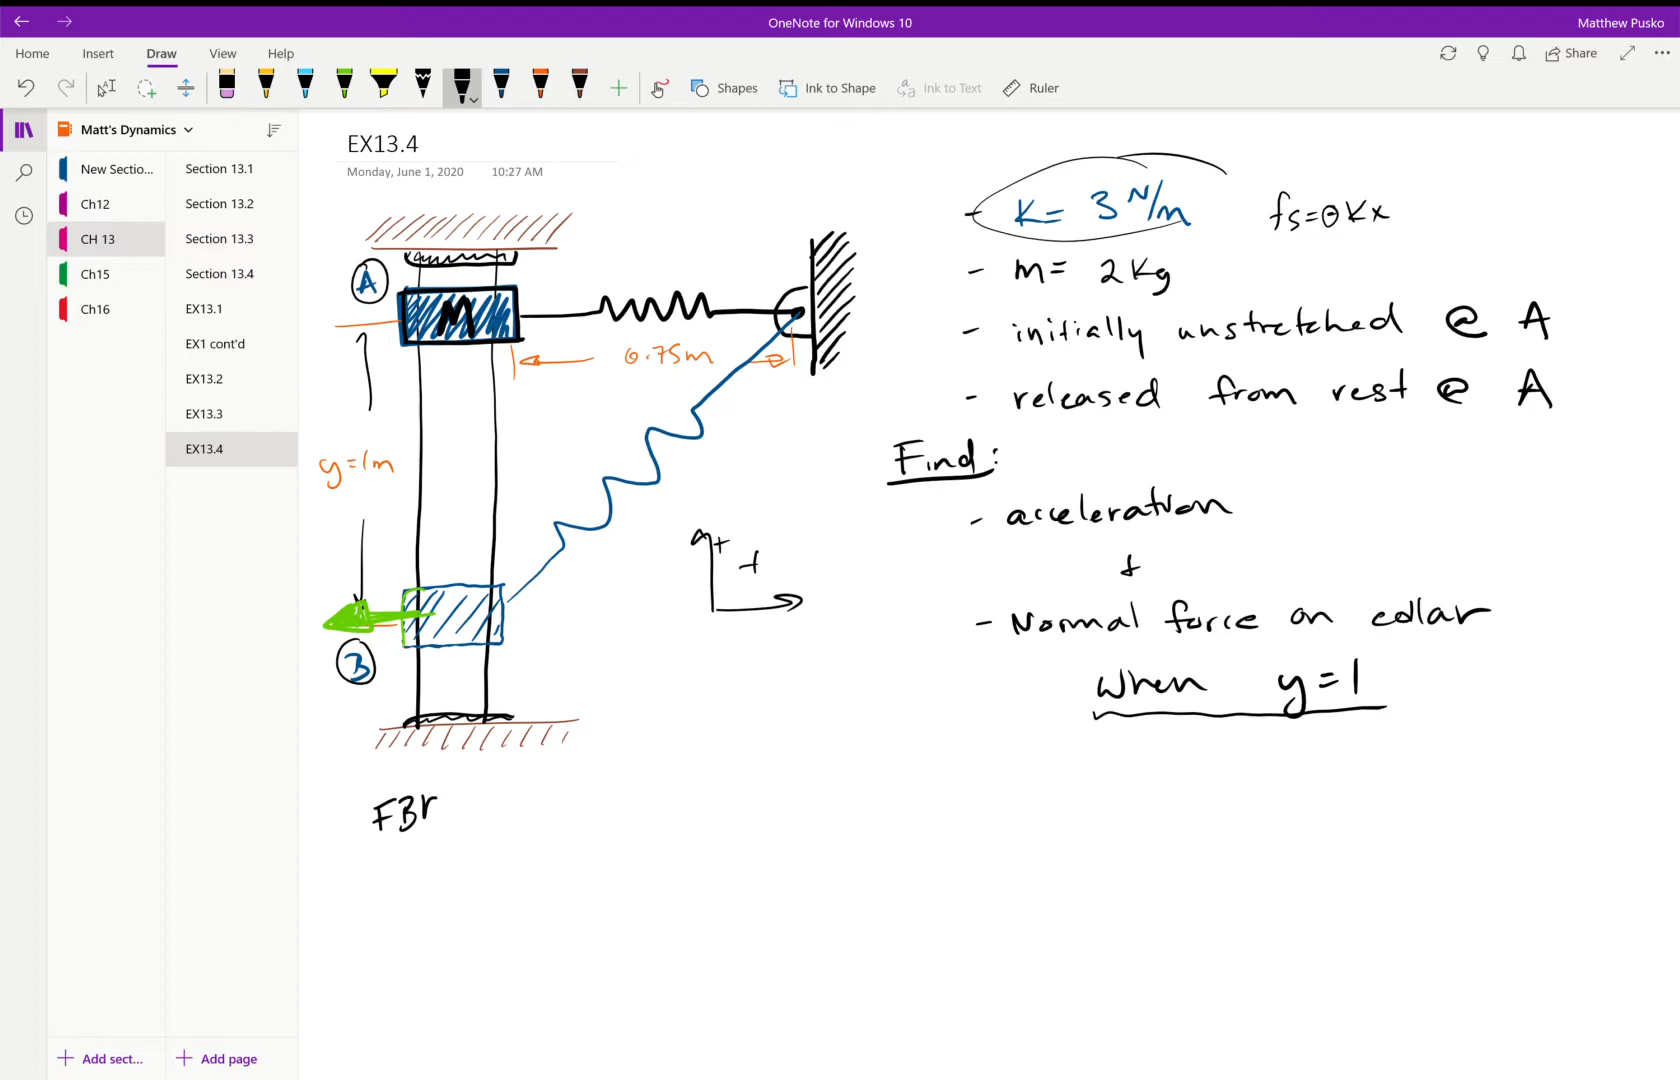 OneNote for Windows 10
Matthew Pusko
Home Insert Draw View Help
Share
Shapes Ink to Shape Ink to Text Ruler
Matt's Dynamics
New Sectio...
Ch12
CH 13
Ch15
Ch16
Section 13.1
Section 13.2
Section 13.3
Section 13.4
EX13.1
EX1 cont'd
EX13.2
EX13.3
EX13.4
Add sect...
Add page
EX13.4
Monday, June 1, 2020 10:27 AM
A
M
0.75m
y=1m
+
+
B
FBr
- K= 3 N/m
fs=0Kx
- m= 2Kg
- initially unstretched @ A
- released from rest @ A
Find:
- acceleration
+
- Normal force on collar
when y=1